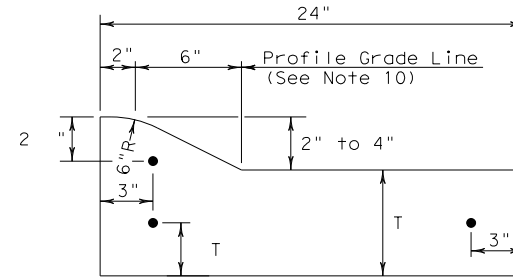 24"
2" 6" Profile Grade Line
(See Note 10)
2 " 6"R 2" to 4"
3"
T T 3"